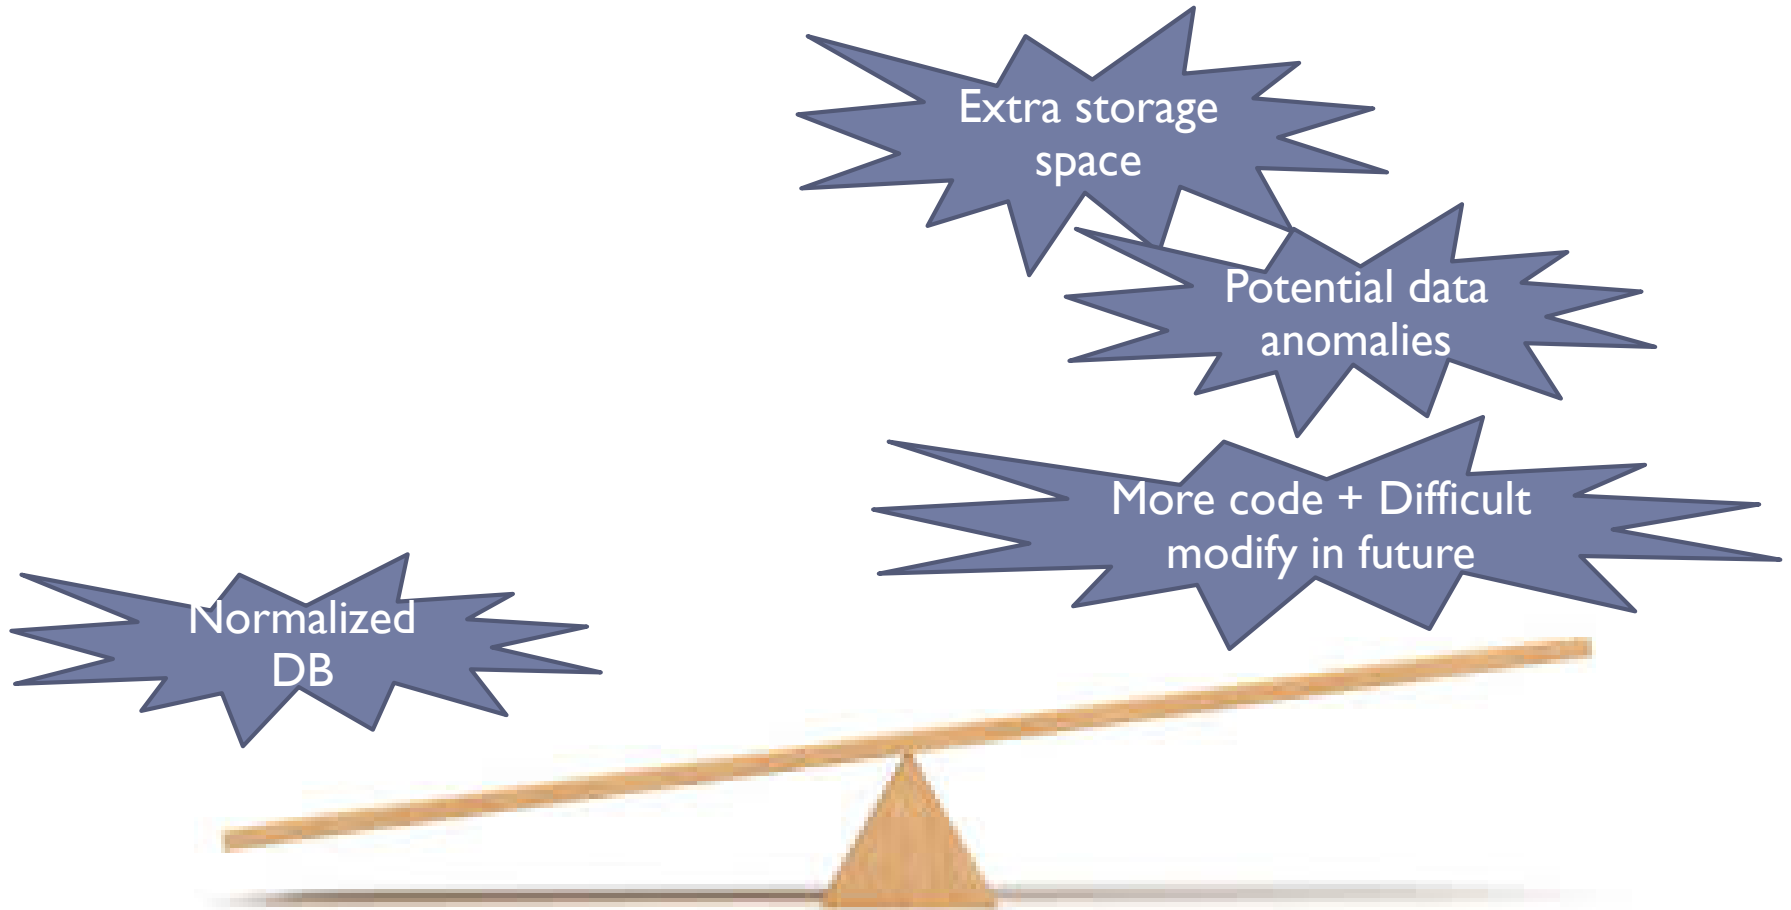 Extra storage
space
Potential data
anomalies
More code + Difficult
modify in future
Normalized
DB